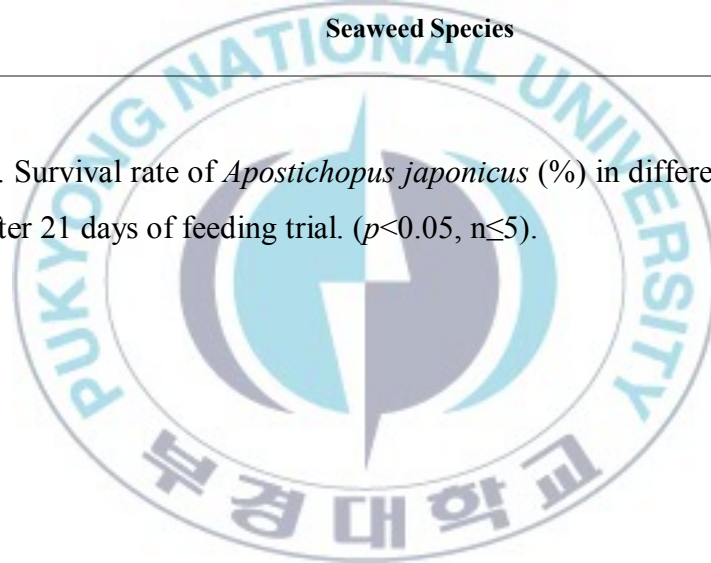 Seaweed Species
. Survival rate of Apostichopus japonicus (%) in differe
ter 21 days of feeding trial. (p<0.05, n≤5).
PUKYONG NATIONAL UNIVERSITY
부경대학교